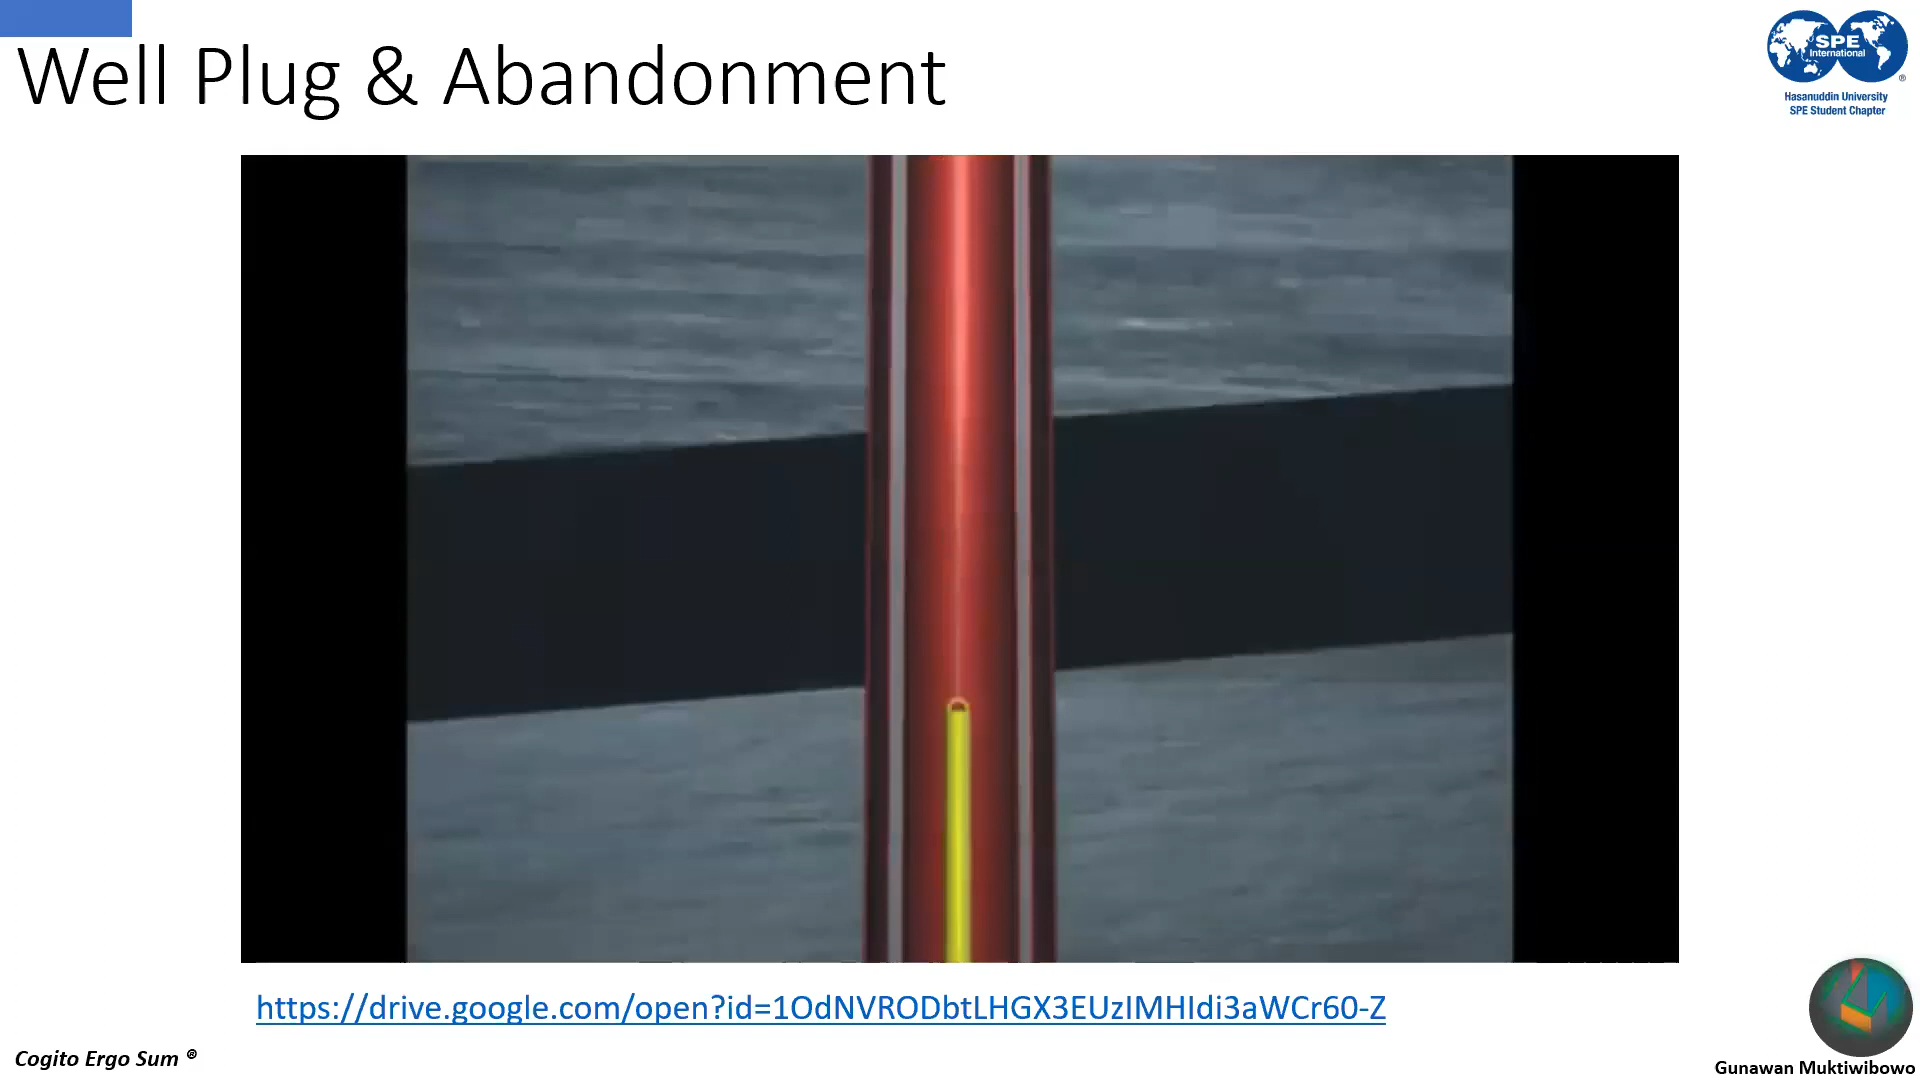 Well Plug & Abandonment
SPE
International
®
Hasanuddin University
SPE Student Chapter
https://drive.google.com/open?id=1OdNVRODbtLHGX3EUzIMHIdi3aWCr60-Z
Cogito Ergo Sum ®
Gunawan Muktiwibowo